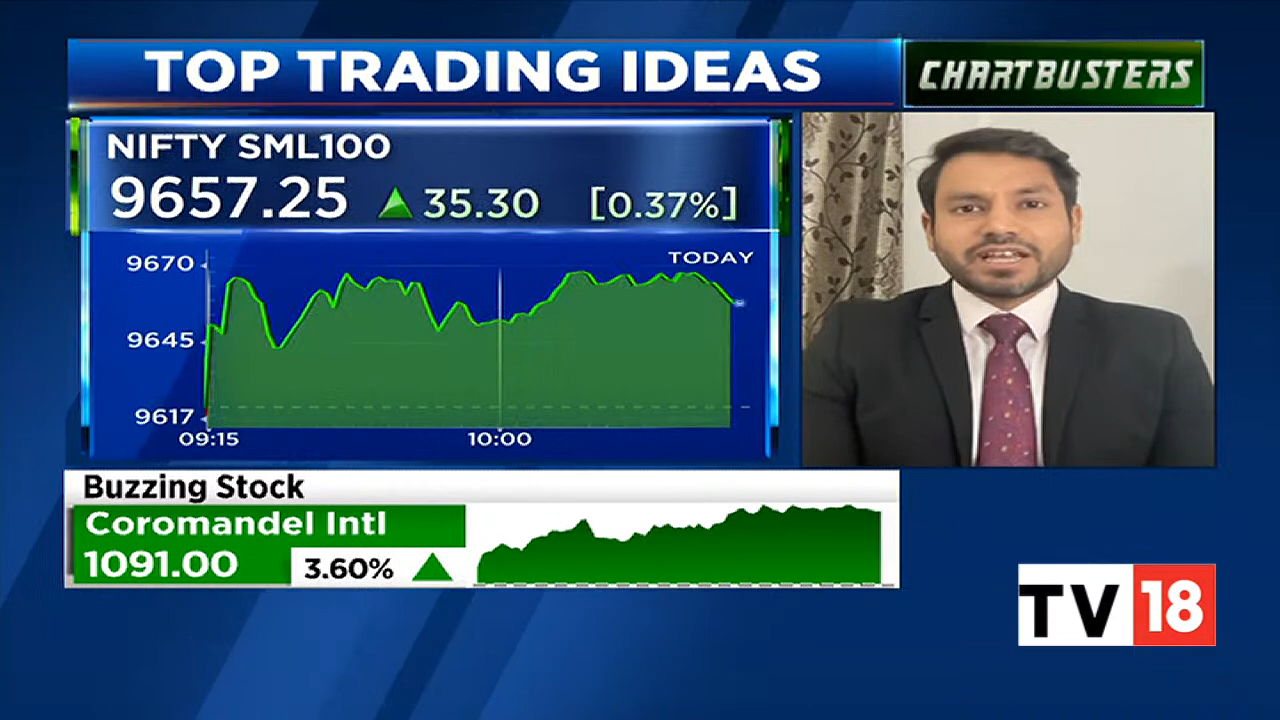 TOP TRADING IDEAS
CHARTBUSTERS
NIFTY SML100
9657.25 ▲ 35.30 [0.37%]
TODAY
9670
9645
9617
09:15 10:00
Buzzing Stock
Coromandel Intl
1091.00 3.60% ▲
TV18